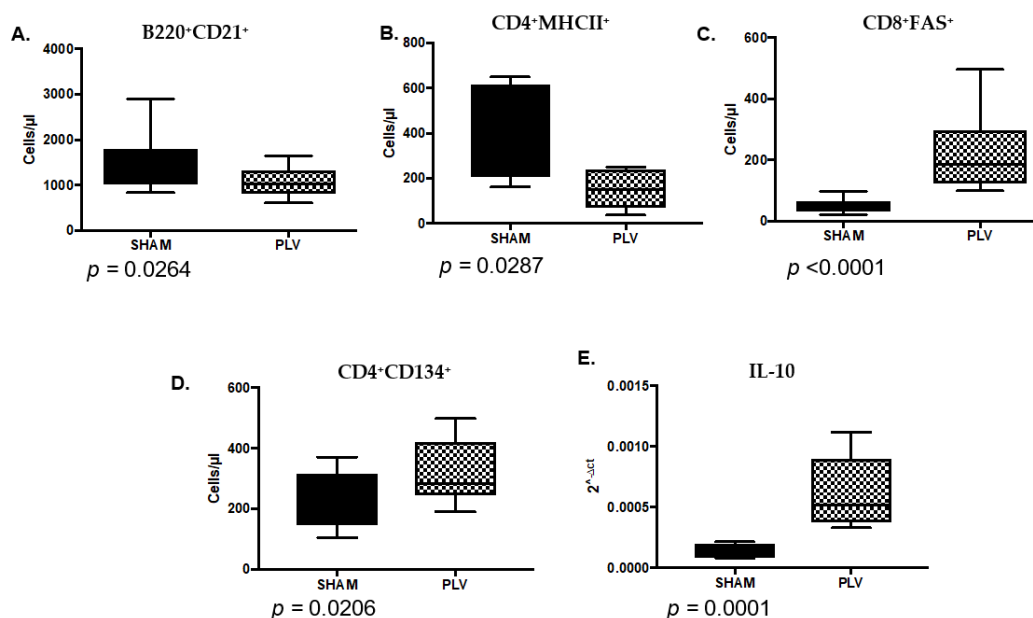 A.
B220⁺CD21⁺
4000
3000
2000
1000
0
Cells/µl
SHAM PLV
p = 0.0264
B.
CD4⁺MHCII⁺
800
600
400
200
0
Cells/µl
SHAM PLV
p = 0.0287
C.
CD8⁺FAS⁺
600
400
200
0
Cells/µl
SHAM PLV
p <0.0001
D.
CD4⁺CD134⁺
600
400
200
0
Cells/µl
SHAM PLV
p = 0.0206
E.
IL-10
0.0015
0.0010
0.0005
0.0000
2^-Δct
SHAM PLV
p = 0.0001